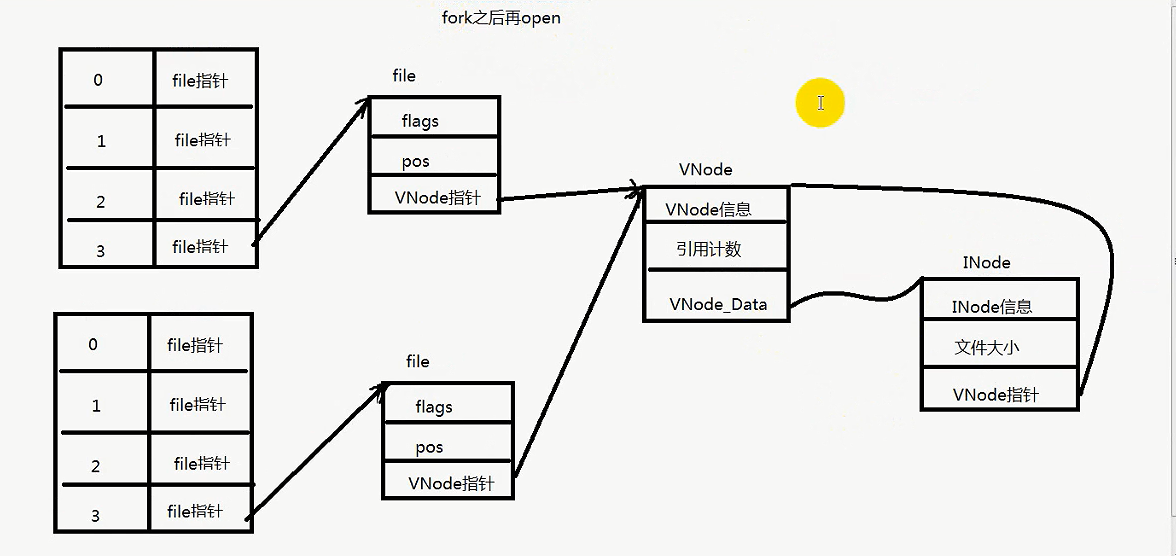 fork之后再open
0 file指针
1 file指针
2 file指针
3 file指针
file
flags
pos
VNode指针
VNode
VNode信息
引用计数
VNode_Data
INode
INode信息
文件大小
VNode指针
0 file指针
1 file指针
2 file指针
3 file指针
file
flags
pos
VNode指针